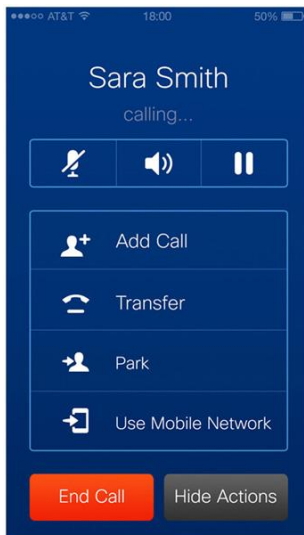 AT&T 18:00 50%
Sara Smith
calling...
Add Call
Transfer
Park
Use Mobile Network
End Call Hide Actions